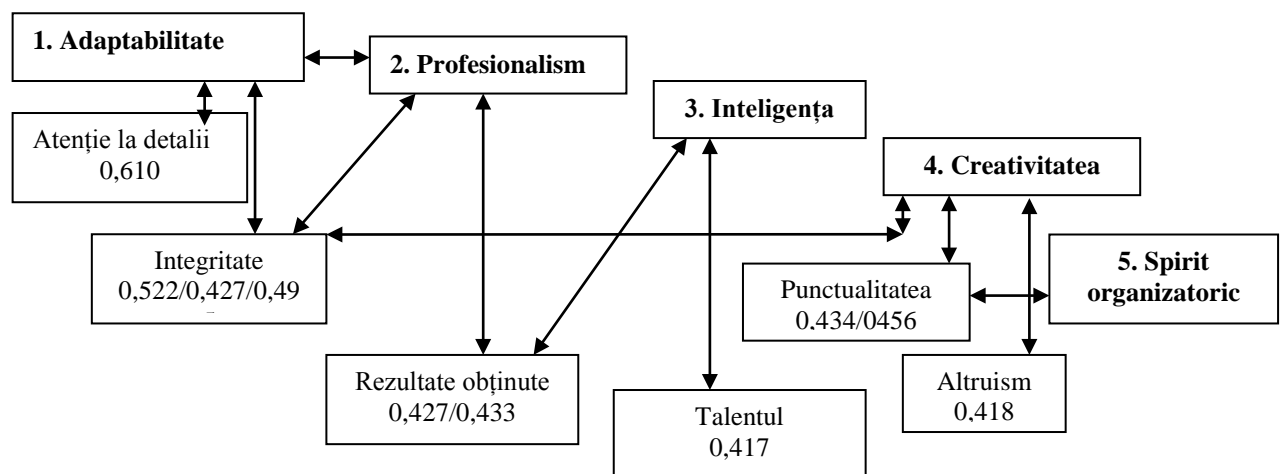 1. Adaptabilitate
2. Profesionalism
3. Inteligența
4. Creativitatea
5. Spirit
organizatoric
Atenție la detalii
0,610
Integritate
0,522/0,427/0,49
Punctualitatea
0,434/0456
Rezultate obținute
0,427/0,433
Talentul
0,417
Altruism
0,418